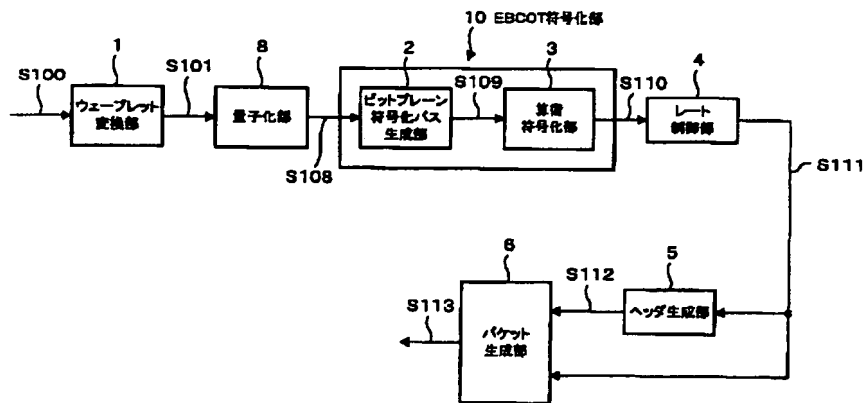 10 EBCOT符号化部
1
8
2
3
4
S100
S101
S109
S110
ウェーブレット
変換部
量子化部
ビットプレーン
符号化パス
生成部
算術
符号化部
レート
制御部
S108
S111
6
5
S112
S113
パケット
生成部
ヘッダ生成部